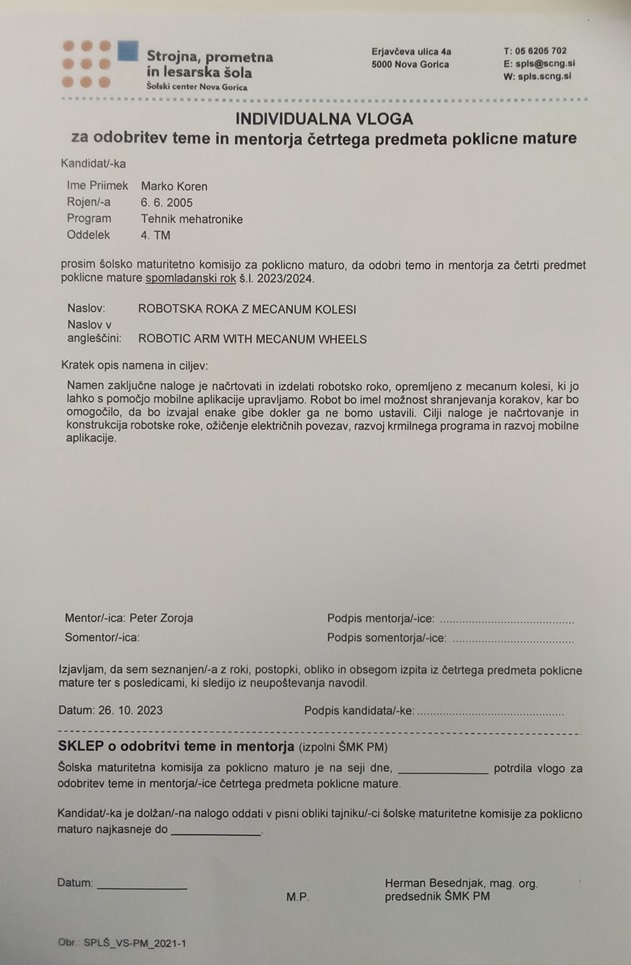 Strojna, prometna
in lesarska šola
Šolski center Nova Gorica
Erjavčeva ulica 4a
5000 Nova Gorica
T: 05 6205 702
E: spls@scng.si
W: spls.scng.si
INDIVIDUALNA VLOGA
za odobritev teme in mentorja četrtega predmeta poklicne mature
Kandidat/-ka
Ime Priimek Marko Koren
Rojen/-a 6. 6. 2005
Program Tehnik mehatronike
Oddelek 4. TM
prosim šolsko maturitetno komisijo za poklicno maturo, da odobri temo in mentorja za četrti predmet
poklicne mature spomladanski rok š.l. 2023/2024.
Naslov: ROBOTSKA ROKA Z MECANUM KOLESI
Naslov v
angleščini: ROBOTIC ARM WITH MECANUM WHEELS
Kratek opis namena in ciljev:
Namen zaključne naloge je načrtovati in izdelati robotsko roko, opremljeno z mecanum kolesi, ki jo
lahko s pomočjo mobilne aplikacije upravljamo. Robot bo imel možnost shranjevanja korakov, kar bo
omogočilo, da bo izvajal enake gibe dokler ga ne bomo ustavili. Cilji naloge je načrtovanje in
konstrukcija robotske roke, ožičenje električnih povezav, razvoj krmilnega programa in razvoj mobilne
aplikacije.
Mentor/-ica: Peter Zoroja Podpis mentorja/-ice: ..........................................
Somentor/-ica: Podpis somentorja/-ice: ......................................
Izjavljam, da sem seznanjen/-a z roki, postopki, obliko in obsegom izpita iz četrtega predmeta poklicne
mature ter s posledicami, ki sledijo iz neupoštevanja navodil.
Datum: 26. 10. 2023 Podpis kandidata/-ke:..............................................
SKLEP o odobritvi teme in mentorja (izpolni ŠMK PM)
Šolska maturitetna komisija za poklicno maturo je na seji dne, ______________ potrdila vlogo za
odobritev teme in mentorja/-ice četrtega predmeta poklicne mature.
Kandidat/-ka je dolžan/-na nalogo oddati v pisni obliki tajniku/-ci šolske maturitetne komisije za poklicno
maturo najkasneje do ______________.
Datum: ______________
M.P.
Herman Besednjak, mag. org.
predsednik ŠMK PM
Obr.: SPLŠ_VS-PM_2021-1